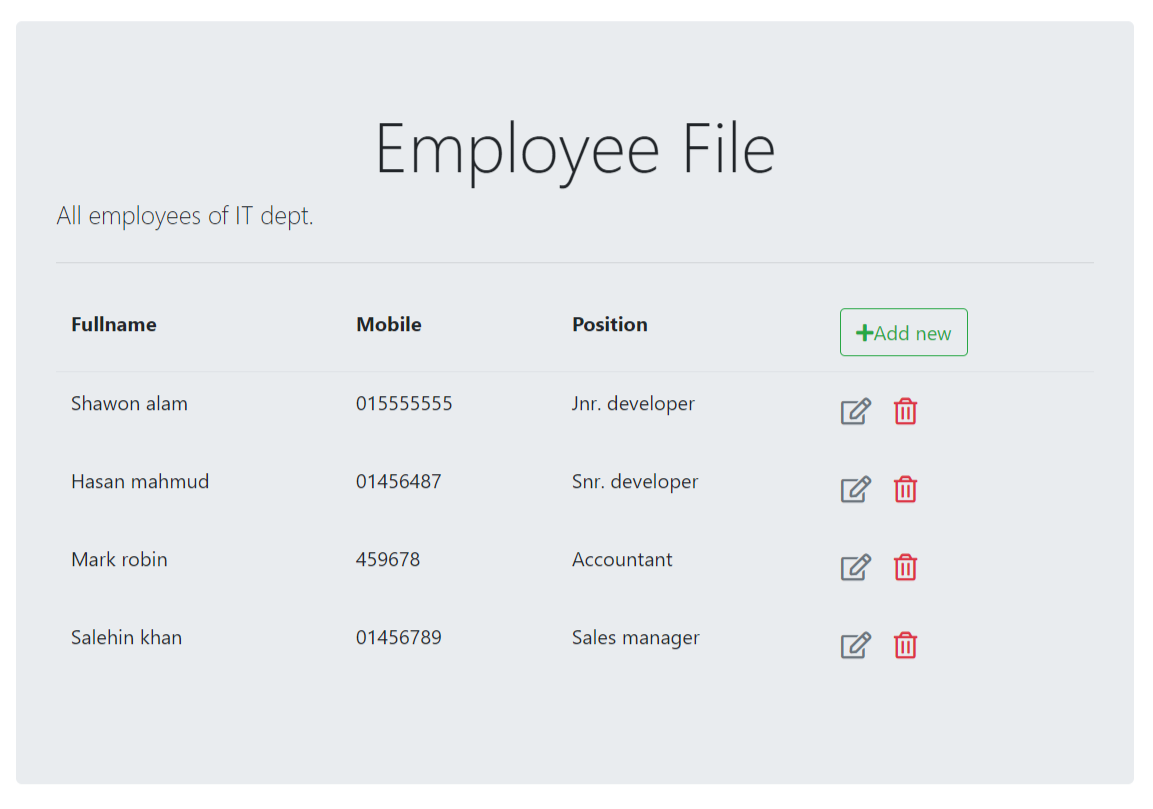 Employee File
All employees of IT dept.
Fullname Mobile Position Add new
Shawon alam 015555555 Jnr. developer
Hasan mahmud 01456487 Snr. developer
Mark robin 459678 Accountant
Salehin khan 01456789 Sales manager